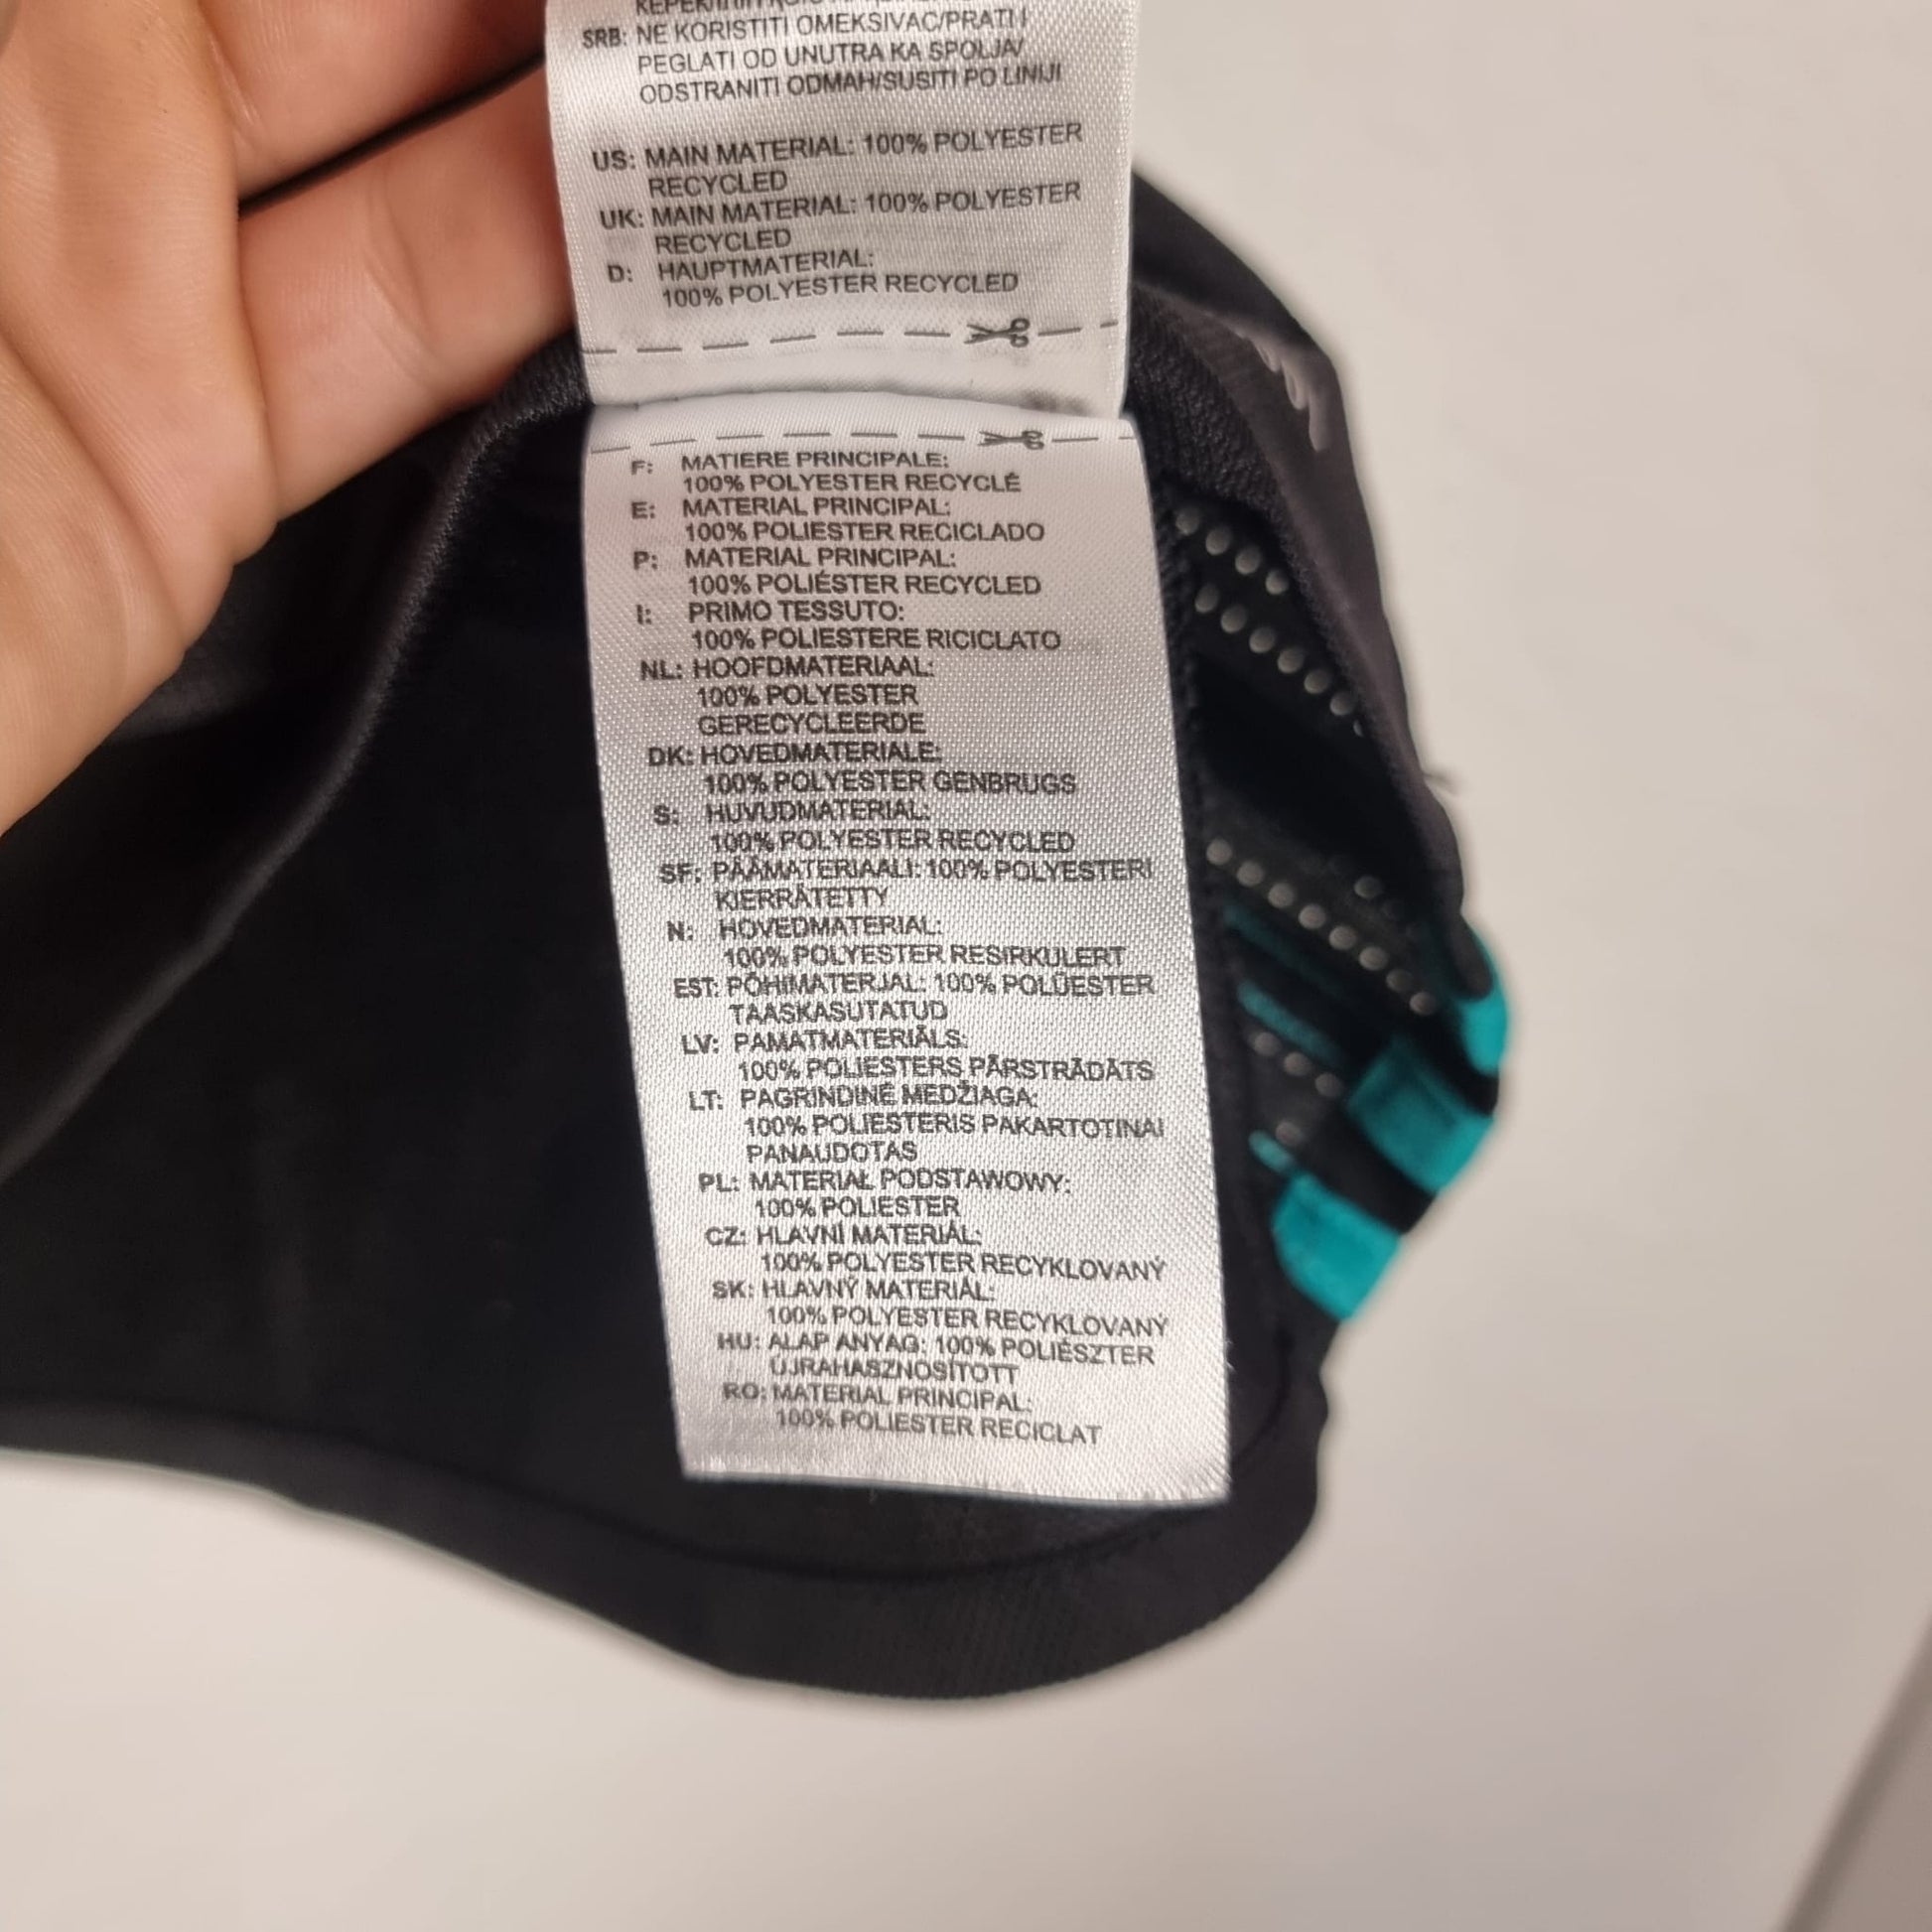 SRB: NE KORISTITI OMEKSIVAC/PRATI I
PEGLATI OD UNUTRA KA SPOLJA/
ODSTRANITI ODMAH/SUSITI PO LINIJI
US: MAIN MATERIAL: 100% POLYESTER
RECYCLED
UK: MAIN MATERIAL: 100% POLYESTER
RECYCLED
D: HAUPTMATERIAL:
100% POLYESTER RECYCLED
F: MATIERE PRINCIPALE:
100% POLYESTER RECYCLÉ
E: MATERIAL PRINCIPAL:
100% POLIESTER RECICLADO
P: MATERIAL PRINCIPAL:
100% POLIÉSTER RECYCLED
I: PRIMO TESSUTO:
100% POLIESTERE RICICLATO
NL: HOOFDMATERIAAL:
100% POLYESTER
GERECYCLEERDE
DK: HOVEDMATERIALE:
100% POLYESTER GENBRUGS
S: HUVUDMATERIAL:
100% POLYESTER RECYCLED
SF: PÄÄMATERIAALI: 100% POLYESTERI
KIERRÄTETTY
N: HOVEDMATERIAL:
100% POLYESTER RESIRKULERT
EST: PÕHIMATERJAL: 100% POLÜESTER
TAASKASUTATUD
LV: PAMATMATERIĀLS:
100% POLIESTERS PĀRSTRĀDĀTS
LT: PAGRINDINĖ MEDŽIAGA:
100% POLIESTERIS PAKARTOTINAI
PANAUDOTAS
PL: MATERIAŁ PODSTAWOWY:
100% POLIESTER
CZ: HLAVNÍ MATERIÁL:
100% POLYESTER RECYKLOVANÝ
SK: HLAVNÝ MATERIÁL:
100% POLYESTER RECYKLOVANÝ
HU: ALAP ANYAG: 100% POLIÉSZTER
ÚJRAHASZNOSÍTOTT
RO: MATERIAL PRINCIPAL:
100% POLIESTER RECICLAT